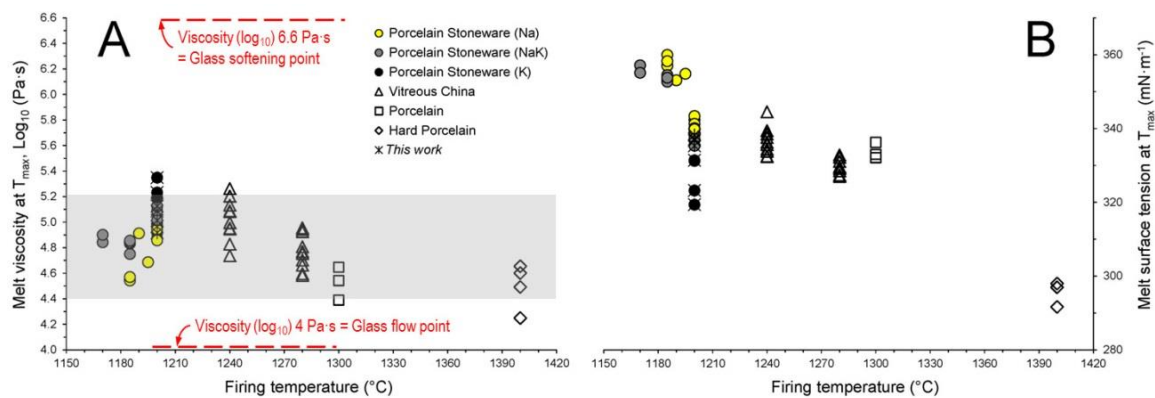 A
Viscosity (log10) 6.6 Pa·s
= Glass softening point
Porcelain Stoneware (Na)
Porcelain Stoneware (NaK)
Porcelain Stoneware (K)
Vitreous China
Porcelain
Hard Porcelain
This work
Viscosity (log10) 4 Pa·s = Glass flow point
Melt viscosity at Tmax, Log10 (Pa·s)
6.6
6.4
6.2
6.0
5.8
5.6
5.4
5.2
5.0
4.8
4.6
4.4
4.2
4.0
1150 1180 1210 1240 1270 1300 1330 1360 1390 1420
Firing temperature (°C)
B
360
340
320
300
280
260
Melt surface tension at Tmax (mN·m-1)
1150 1180 1210 1240 1270 1300 1330 1360 1390 1420
Firing temperature (°C)